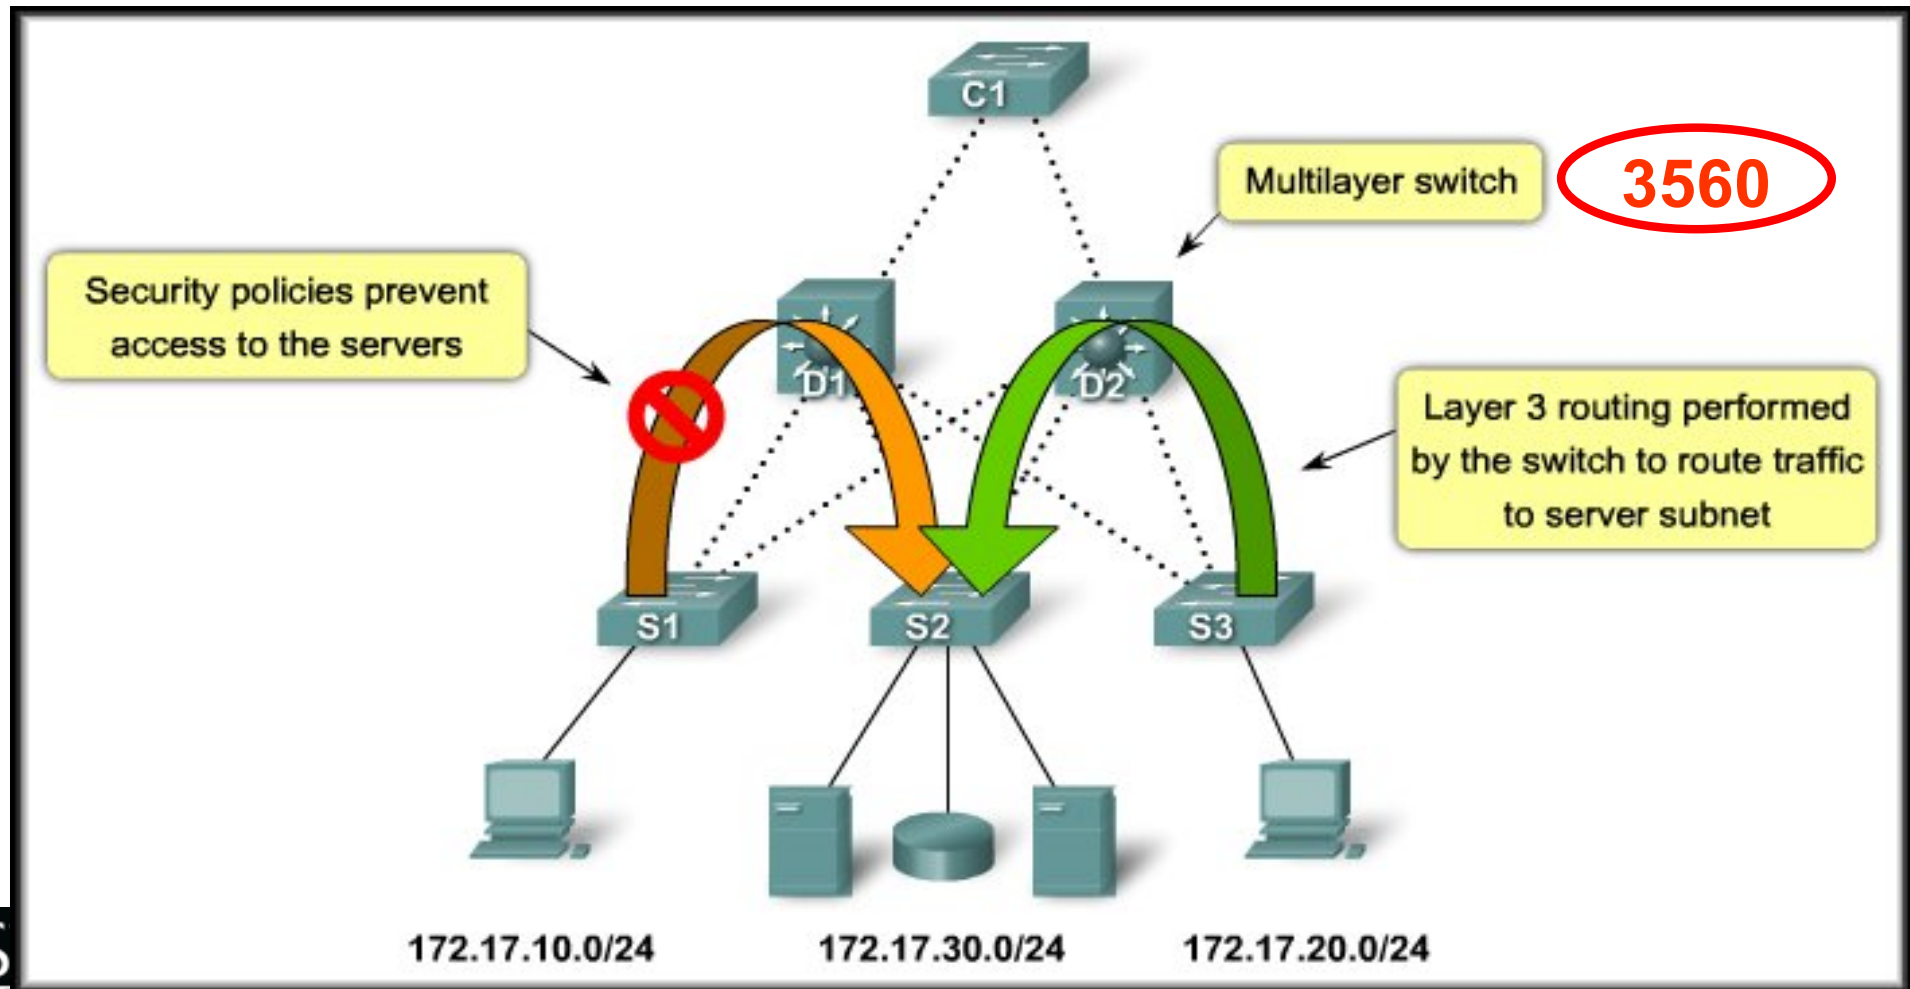 C1
Multilayer switch
3560
Security policies prevent
access to the servers
D1
D2
Layer 3 routing performed
by the switch to route traffic
to server subnet
S1
S2
S3
172.17.10.0/24
172.17.30.0/24
172.17.20.0/24